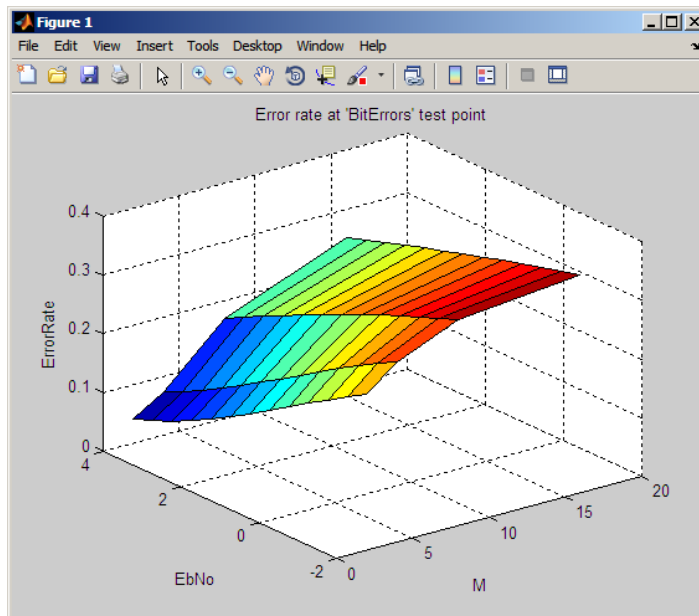 Figure 1
File Edit View Insert Tools Desktop Window Help
Error rate at 'BitErrors' test point
0.4
0.3
0.2
0.1
0
ErrorRate
4
2
0
-2
EbNo
0
5
10
15
20
M